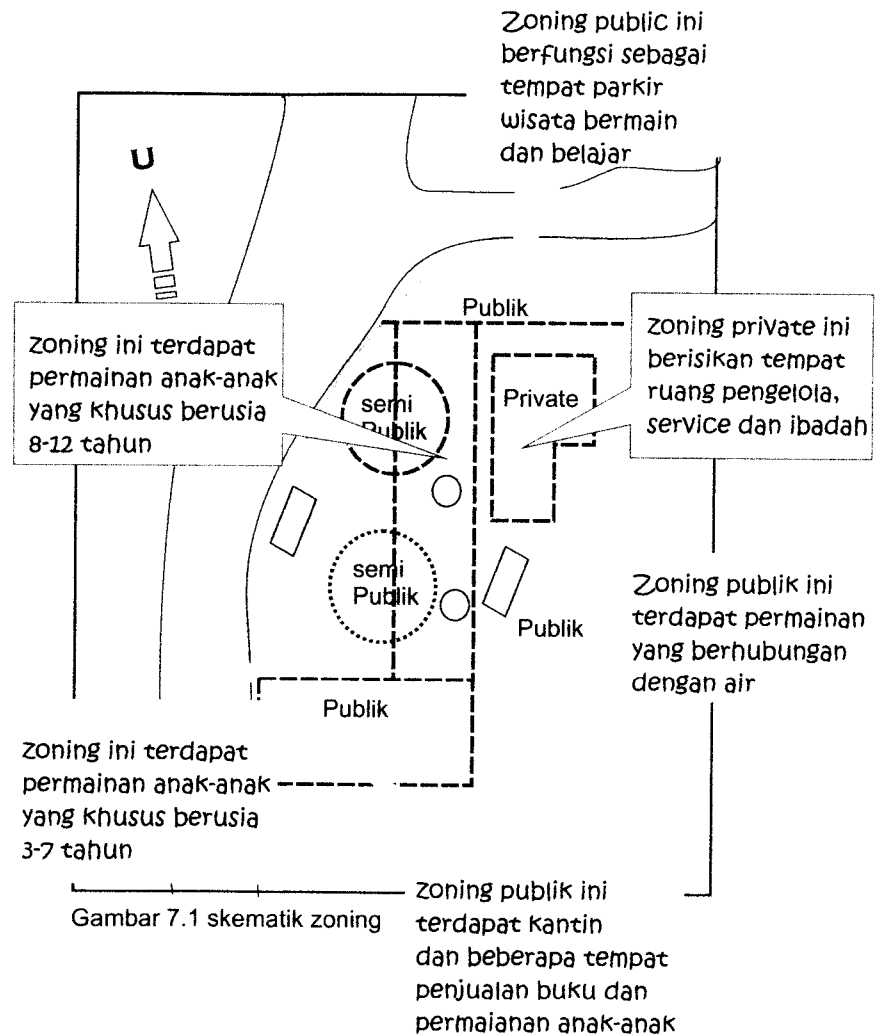 Zoning public ini
berfungsi sebagai
tempat parkir
wisata bermain
dan belajar
U
Publik
zoning ini terdapat
permainan anak-anak
yang khusus berusia
8-12 tahun
semi
Publik
Private
zoning private ini
berisikan tempat
ruang pengelola,
service dan ibadah
semi
Publik
Publik
Zoning publik ini
terdapat permainan
yang berhubungan
dengan air
Publik
zoning ini terdapat
permainan anak-anak
yang khusus berusia
3-7 tahun
Gambar 7.1 skematik zoning
zoning publik ini
terdapat kantin
dan beberapa tempat
penjualan buku dan
permaianan anak-anak